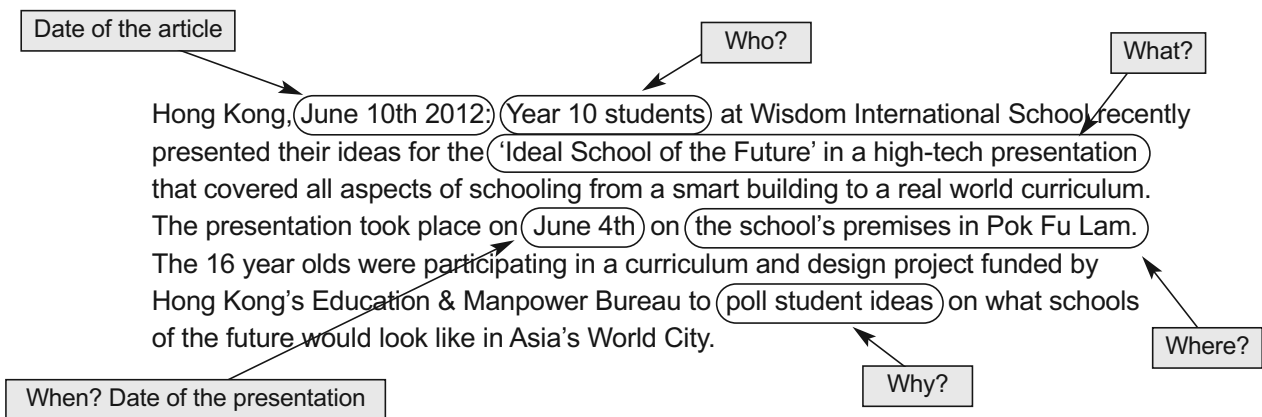 Date of the article
Who?
What?
Hong Kong, June 10th 2012: Year 10 students at Wisdom International School recently
presented their ideas for the ‘Ideal School of the Future’ in a high-tech presentation
that covered all aspects of schooling from a smart building to a real world curriculum.
The presentation took place on June 4th on the school’s premises in Pok Fu Lam.
The 16 year olds were participating in a curriculum and design project funded by
Hong Kong’s Education & Manpower Bureau to poll student ideas on what schools
of the future would look like in Asia’s World City.
Where?
When? Date of the presentation
Why?